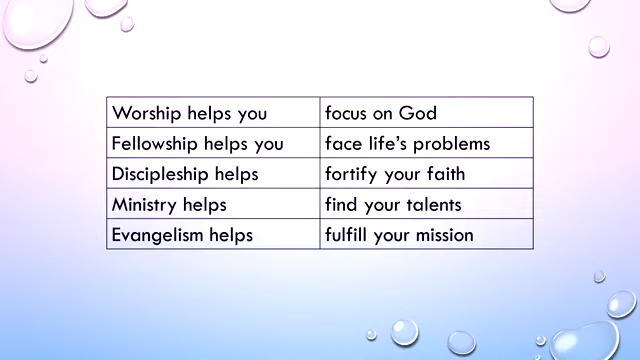 Worship helps you focus on God
Fellowship helps you face life's problems
Discipleship helps fortify your faith
Ministry helps find your talents
Evangelism helps fulfill your mission